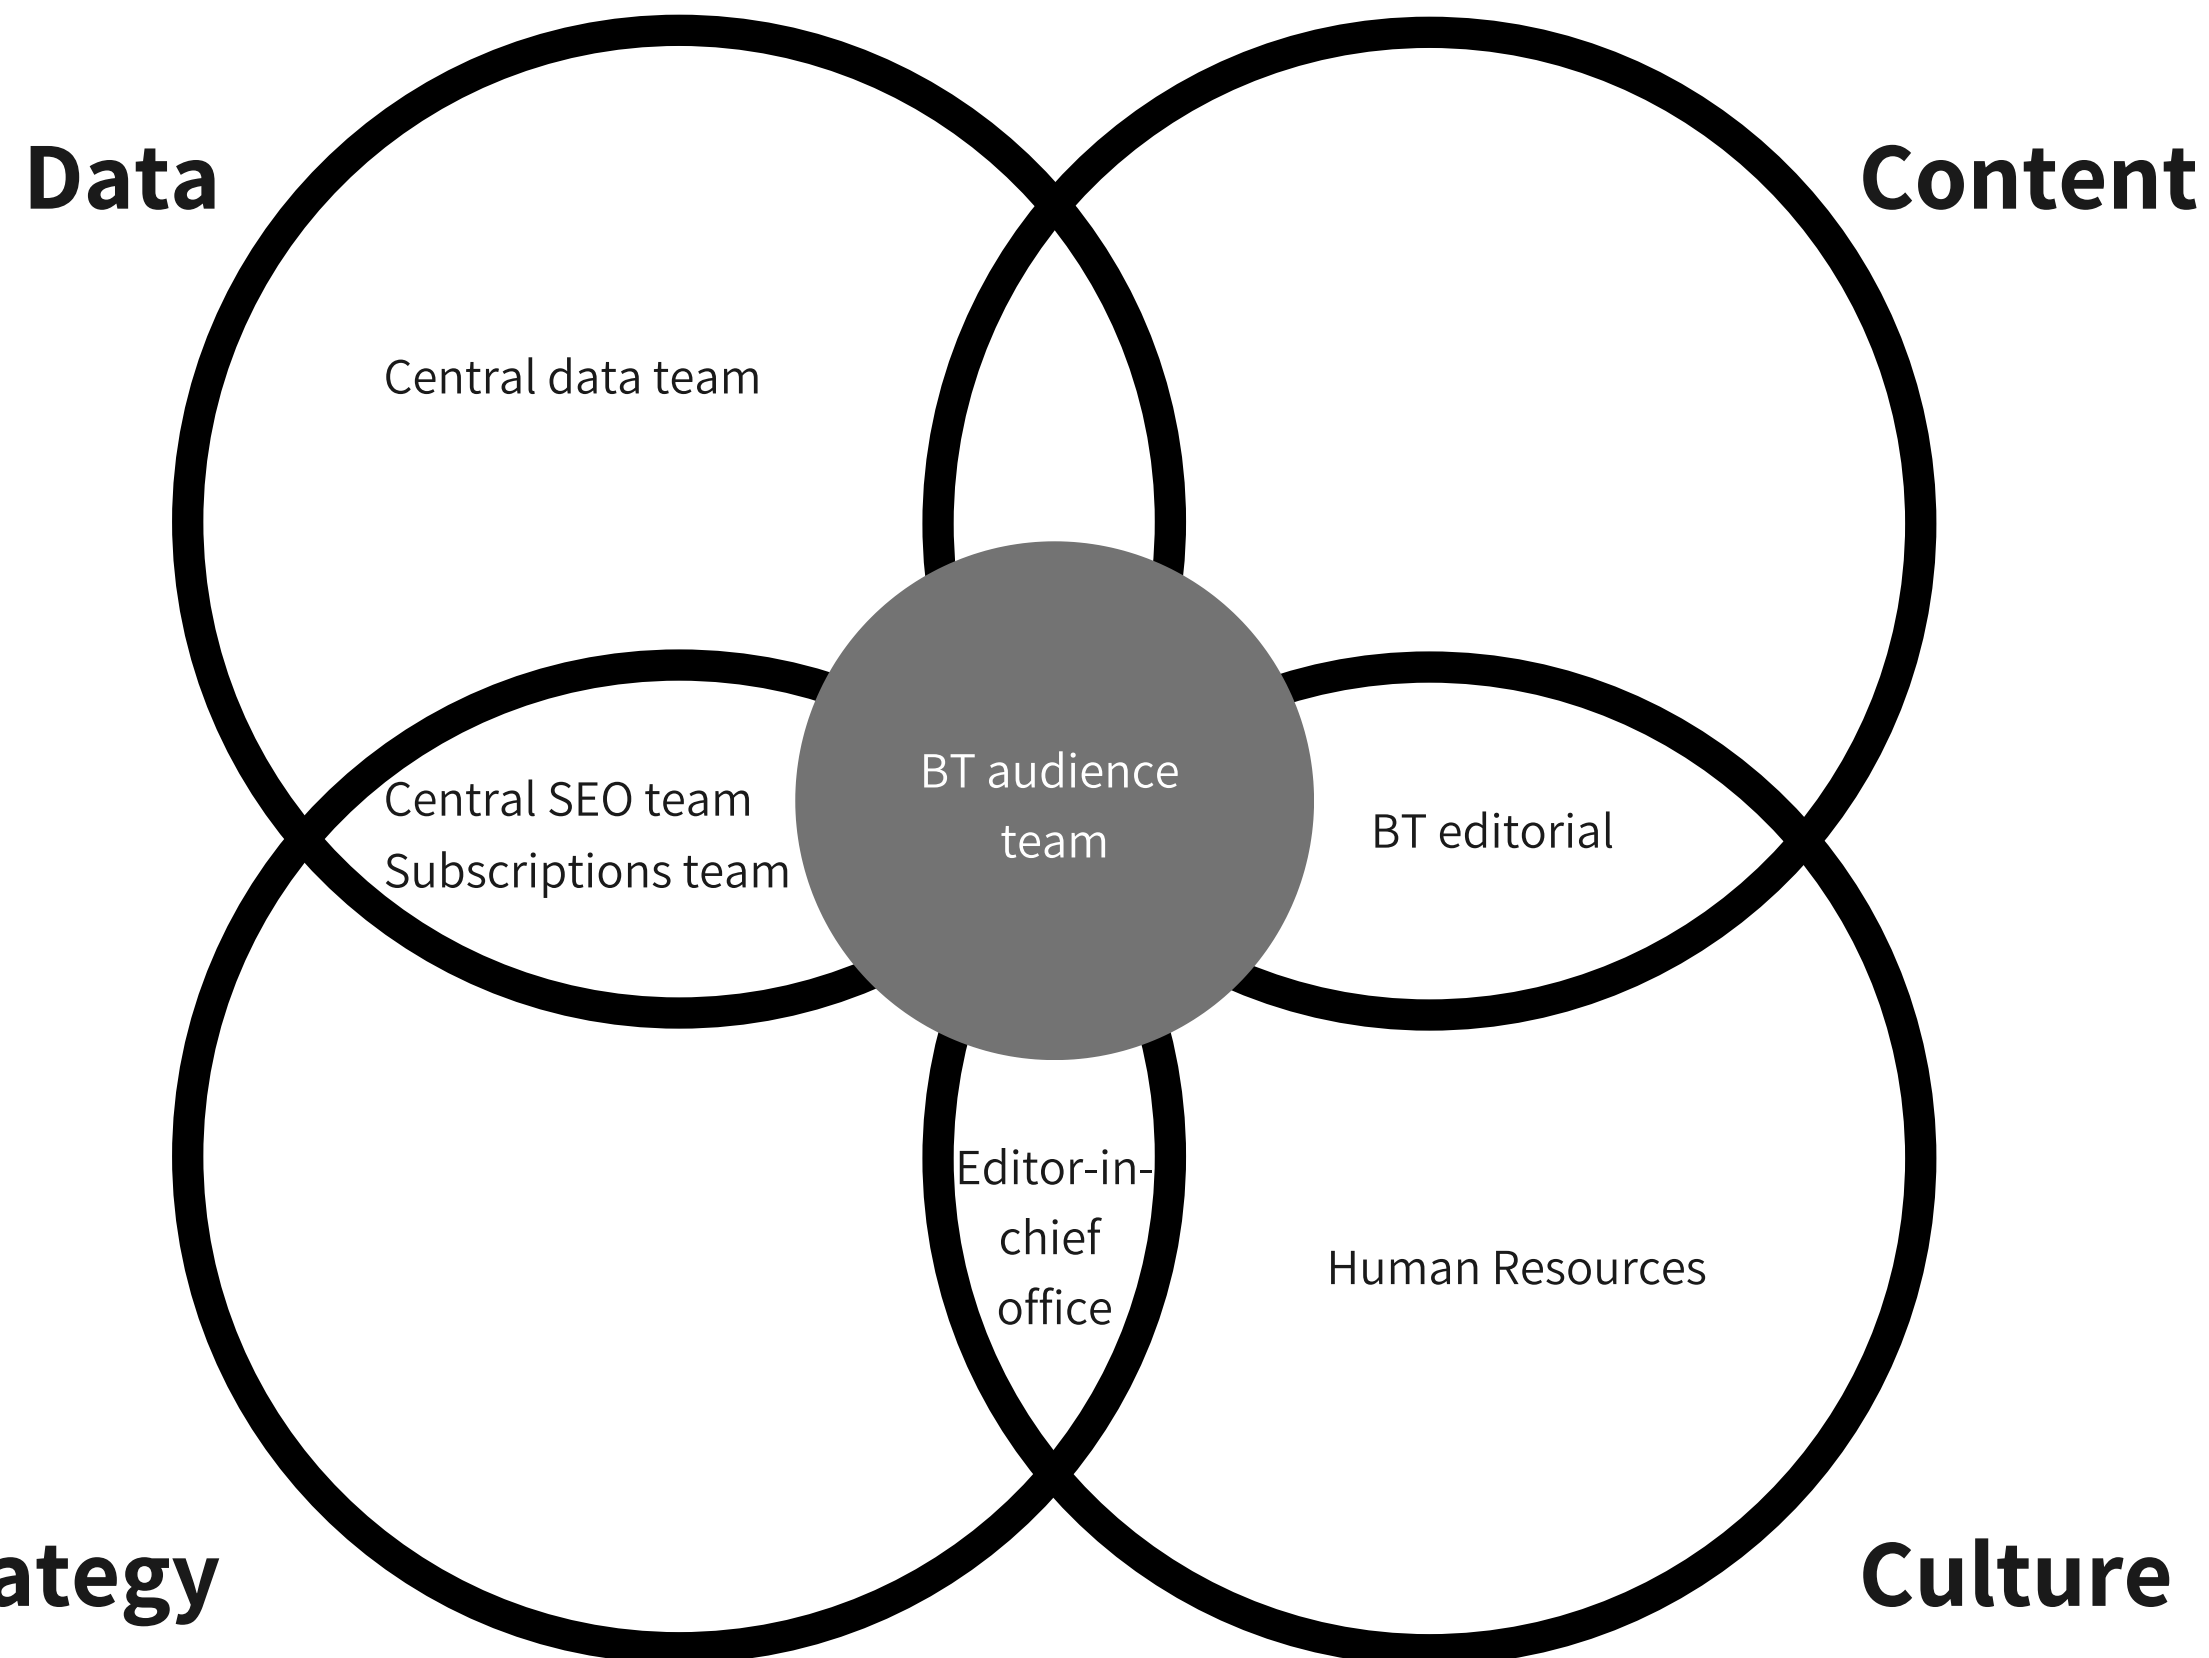 Data
Content
Central data team
BT audience
team
Central SEO team
Subscriptions team
BT editorial
Editor-in-
chief
office
Human Resources
ategy
Culture